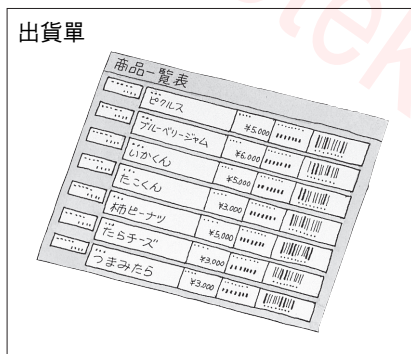 出貨單
商品一覧表
ピクルス ¥5,000
ブルーベリージャム ¥6,000
いかくん ¥5,000
たこくん ¥3,000
柿ピーナッツ ¥5,000
たらチーズ ¥3,000
つまみたら ¥3,000